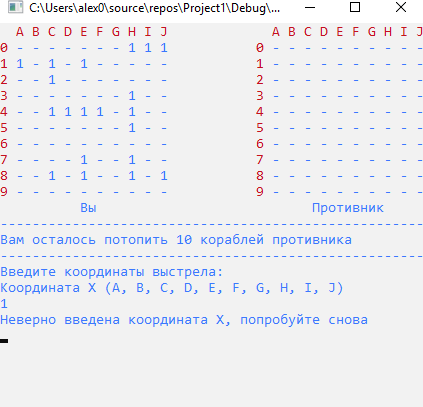 C:\Users\alex0\source\repos\Project1\Debug\...
A B C D E F G H I J A B C D E F G H I J
0 - - - - - - - 1 1 1 0 - - - - - - - - - -
1 1 - 1 - 1 - - - - - 1 - - - - - - - - - -
2 - - 1 - - - - - - - 2 - - - - - - - - - -
3 - - - - - - - 1 - - 3 - - - - - - - - - -
4 - - 1 1 1 1 - 1 - - 4 - - - - - - - - - -
5 - - - - - - - 1 - - 5 - - - - - - - - - -
6 - - - - - - - - - - 6 - - - - - - - - - -
7 - - - - 1 - - 1 - - 7 - - - - - - - - - -
8 - - 1 - 1 - - 1 - 1 8 - - - - - - - - - -
9 - - - - - - - - - - 9 - - - - - - - - - -
Вы Противник
-----------------------------------------------------
Вам осталось потопить 10 кораблей противника
-----------------------------------------------------
Введите координаты выстрела:
Координата X (A, B, C, D, E, F, G, H, I, J)
1
Неверно введена координата X, попробуйте снова